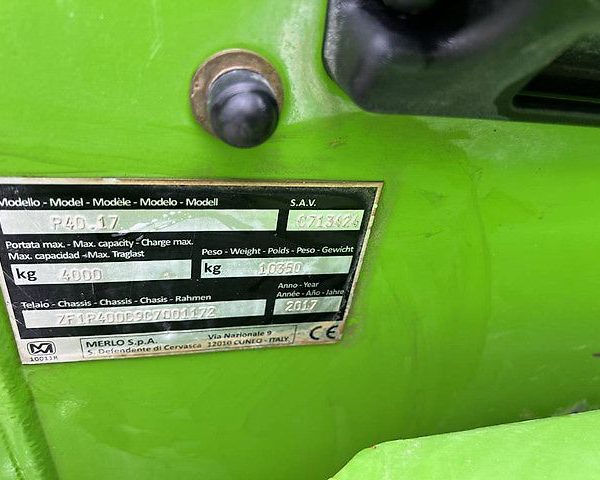 Modello - Model - Modèle - Modelo - Modell S.A.V.
P40.17 C713424
Portata max. - Max. capacity - Charge max.
Max. capacidad - Max. Traglast Peso - Weight - Poids - Peso - Gewicht
kg 4000 kg 10350
Anno - Year
Telaio - Chassis - Chassis - Chasis - Rahmen Année - Año - Jahre
ZF1P400D9C7001172 2017
MERLO S.p.A. Via Nazionale 9
S. Defendente di Cervasca 12010 CUNEO - ITALY CE